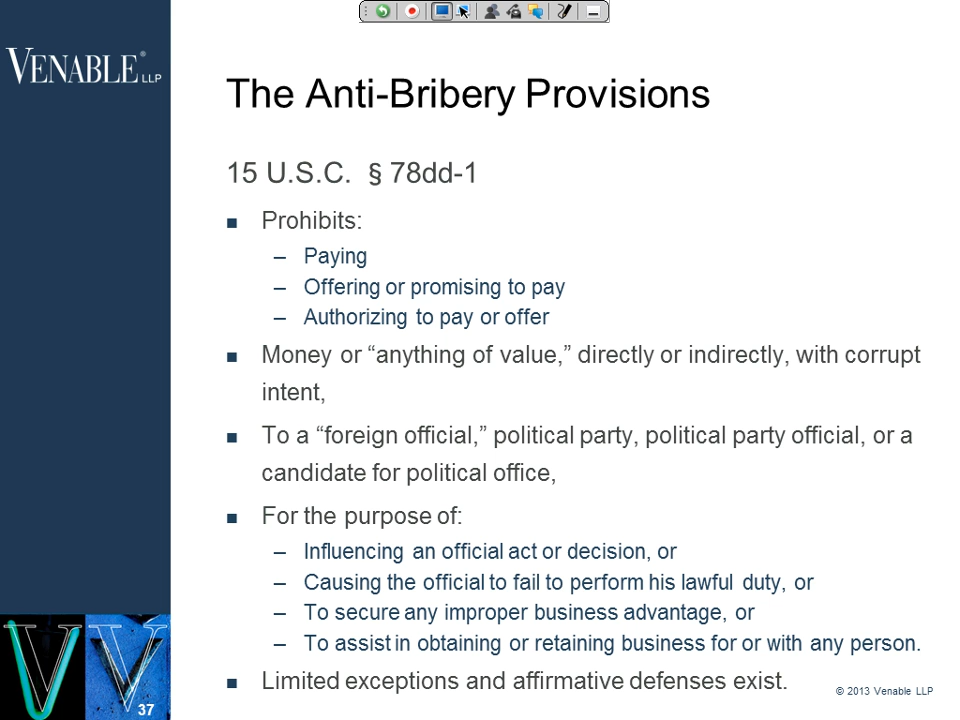 VENABLE® LLP
The Anti-Bribery Provisions
15 U.S.C. § 78dd-1
■ Prohibits:
– Paying
– Offering or promising to pay
– Authorizing to pay or offer
■ Money or “anything of value,” directly or indirectly, with corrupt
intent,
■ To a “foreign official,” political party, political party official, or a
candidate for political office,
■ For the purpose of:
– Influencing an official act or decision, or
– Causing the official to fail to perform his lawful duty, or
– To secure any improper business advantage, or
– To assist in obtaining or retaining business for or with any person.
■ Limited exceptions and affirmative defenses exist.
© 2013 Venable LLP
37